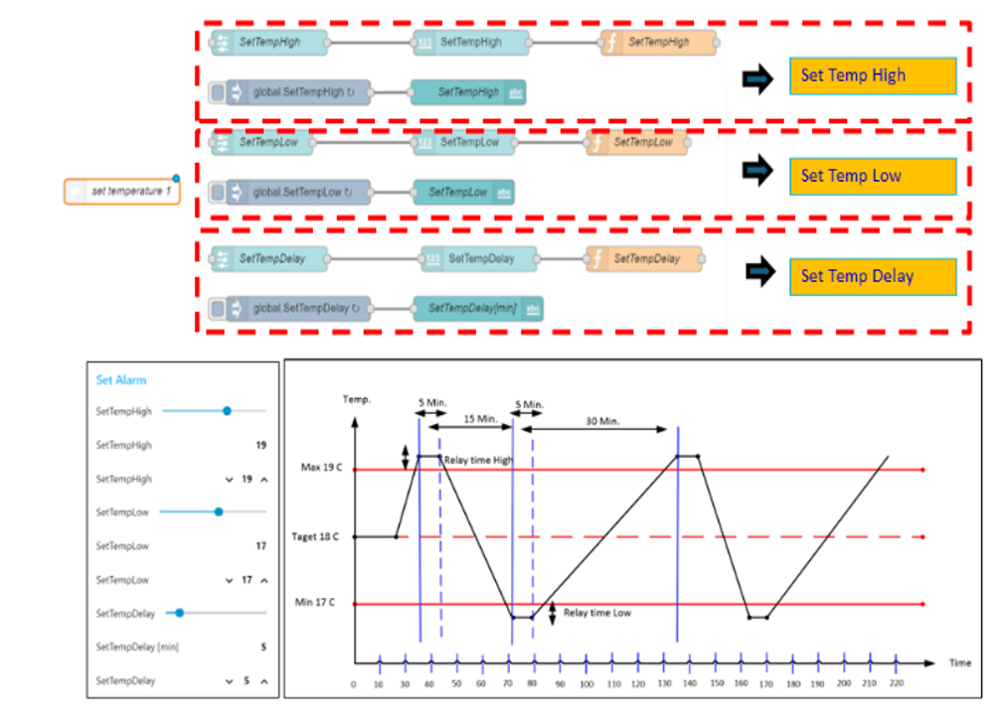 SetTempHigh 123 SetTempHigh f SetTempHigh
Set Temp High
global.SetTempHigh ↻ SetTempHigh abc
SetTempLow 123 SetTempLow f SetTempLow
set temperature 1
Set Temp Low
global.SetTempLow ↻ SetTempLow abc
SetTempDelay 123 SetTempDelay f SetTempDelay
Set Temp Delay
global.SetTempDelay ↻ SetTempDelay[min] abc
Set Alarm
SetTempHigh
SetTempHigh 19
SetTempHigh 19
SetTempLow
SetTempLow 17
SetTempLow 17
SetTempDelay
SetTempDelay [min] 5
SetTempDelay 5
Temp.
5 Min. 5 Min.
15 Min. 30 Min.
Relay time High
Max 19 C
Taget 18 C
Min 17 C
Relay time Low
Time
0 10 30 40 50 60 70 80 90 100 110 120 130 140 150 160 170 180 190 200 210 220